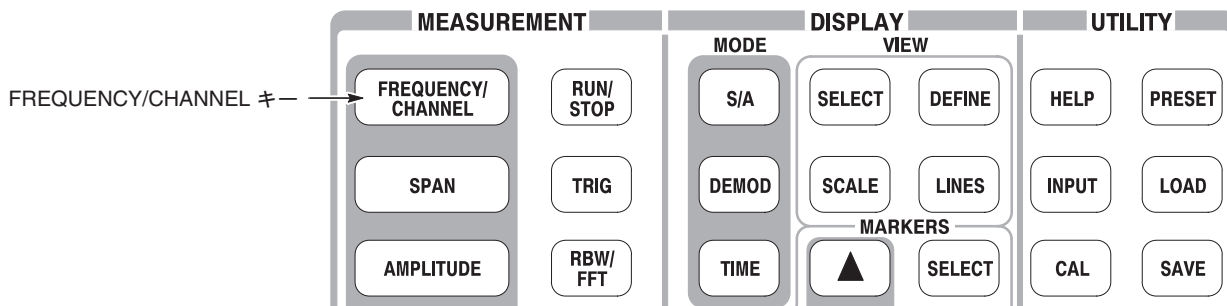 MEASUREMENT
DISPLAY
UTILITY
MODE
VIEW
FREQUENCY/CHANNEL キー
FREQUENCY/
CHANNEL
RUN/
STOP
S/A
SELECT
DEFINE
HELP
PRESET
SPAN
TRIG
DEMOD
SCALE
LINES
INPUT
LOAD
MARKERS
AMPLITUDE
RBW/
FFT
TIME
SELECT
CAL
SAVE